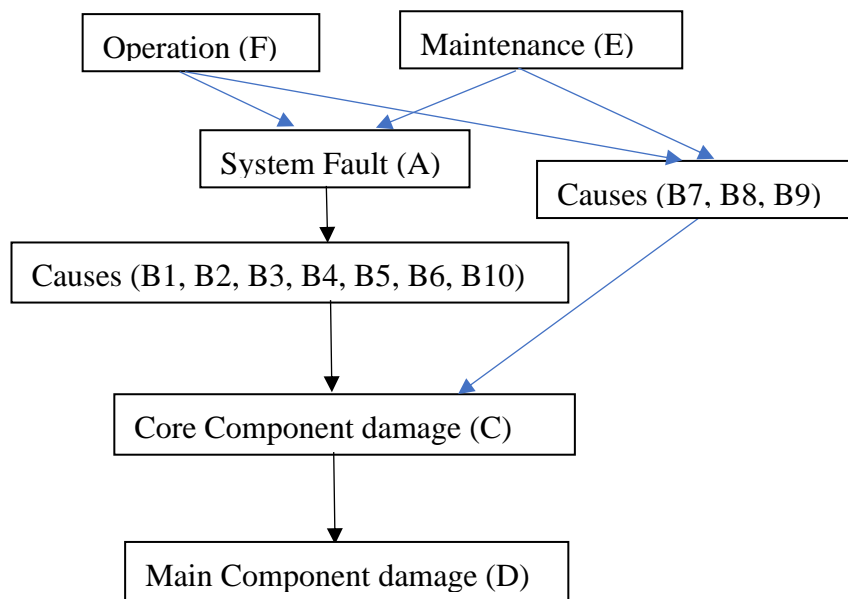 Operation (F)
Maintenance (E)
System Fault (A)
Causes (B7, B8, B9)
Causes (B1, B2, B3, B4, B5, B6, B10)
Core Component damage (C)
Main Component damage (D)